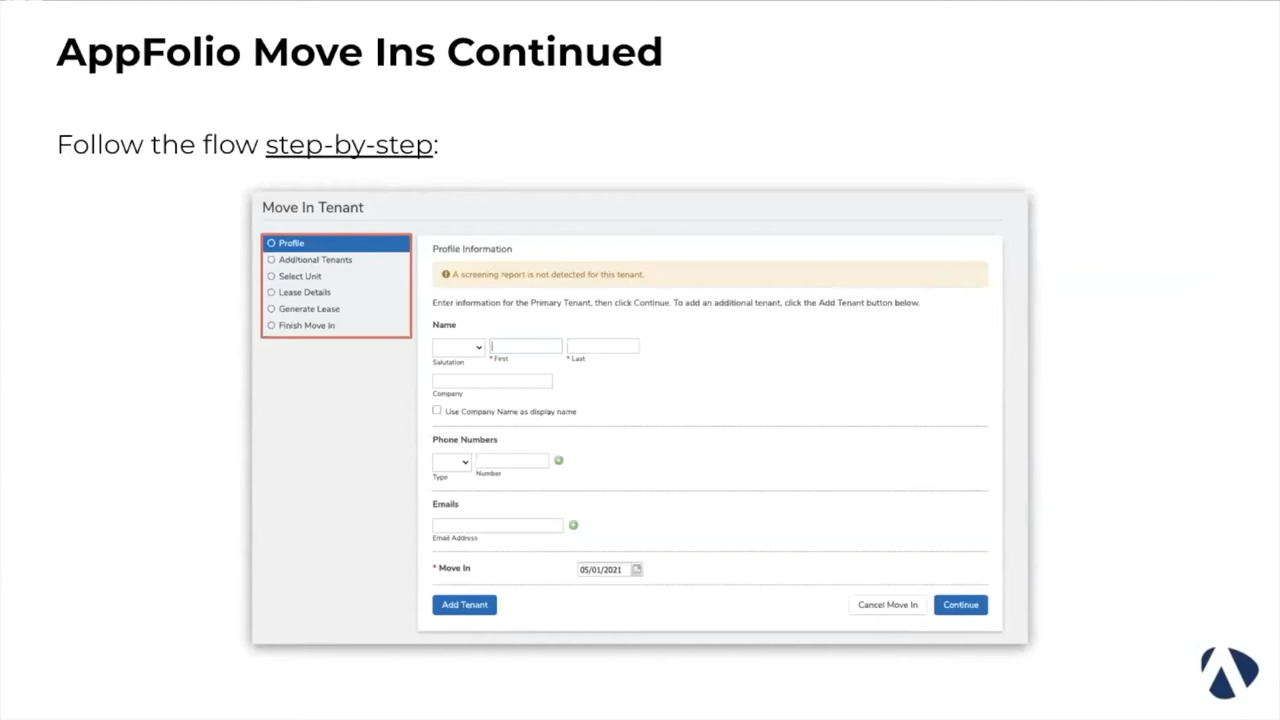 AppFolio Move Ins Continued
Follow the flow step-by-step:
Move In Tenant
Profile
Additional Tenants
Select Unit
Lease Details
Generate Lease
Finish Move In
Profile Information
A screening report is not detected for this tenant.
Enter information for the Primary Tenant, then click Continue. To add an additional tenant, click the Add Tenant button below.
Name
Salutation * First * Last
Company
Use Company Name as display name
Phone Numbers
Type Number
Emails
Email Address
* Move In 05/01/2021
Add Tenant Cancel Move In Continue